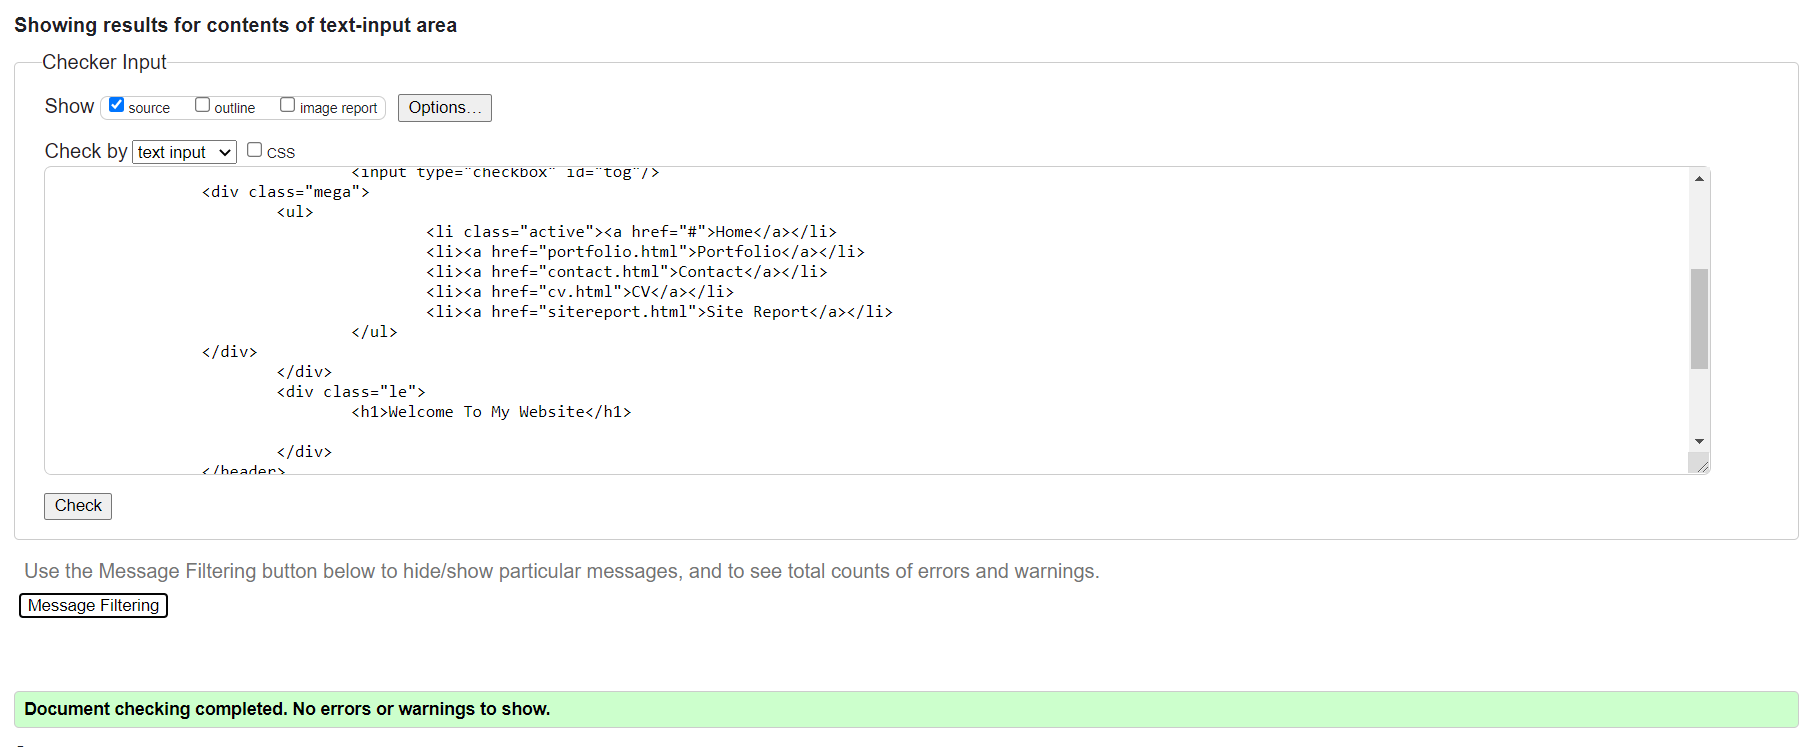 Showing results for contents of text-input area
Checker Input
Show source outline image report Options...
Check by text input CSS
<input type="checkbox" id="tog"/>
<div class="mega">
<ul>
<li class="active"><a href="#">Home</a></li>
<li><a href="portfolio.html">Portfolio</a></li>
<li><a href="contact.html">Contact</a></li>
<li><a href="cv.html">CV</a></li>
<li><a href="sitereport.html">Site Report</a></li>
</ul>
</div>
</div>
<div class="le">
<h1>Welcome To My Website</h1>
</div>
</header>
Check
Use the Message Filtering button below to hide/show particular messages, and to see total counts of errors and warnings.
Message Filtering
Document checking completed. No errors or warnings to show.